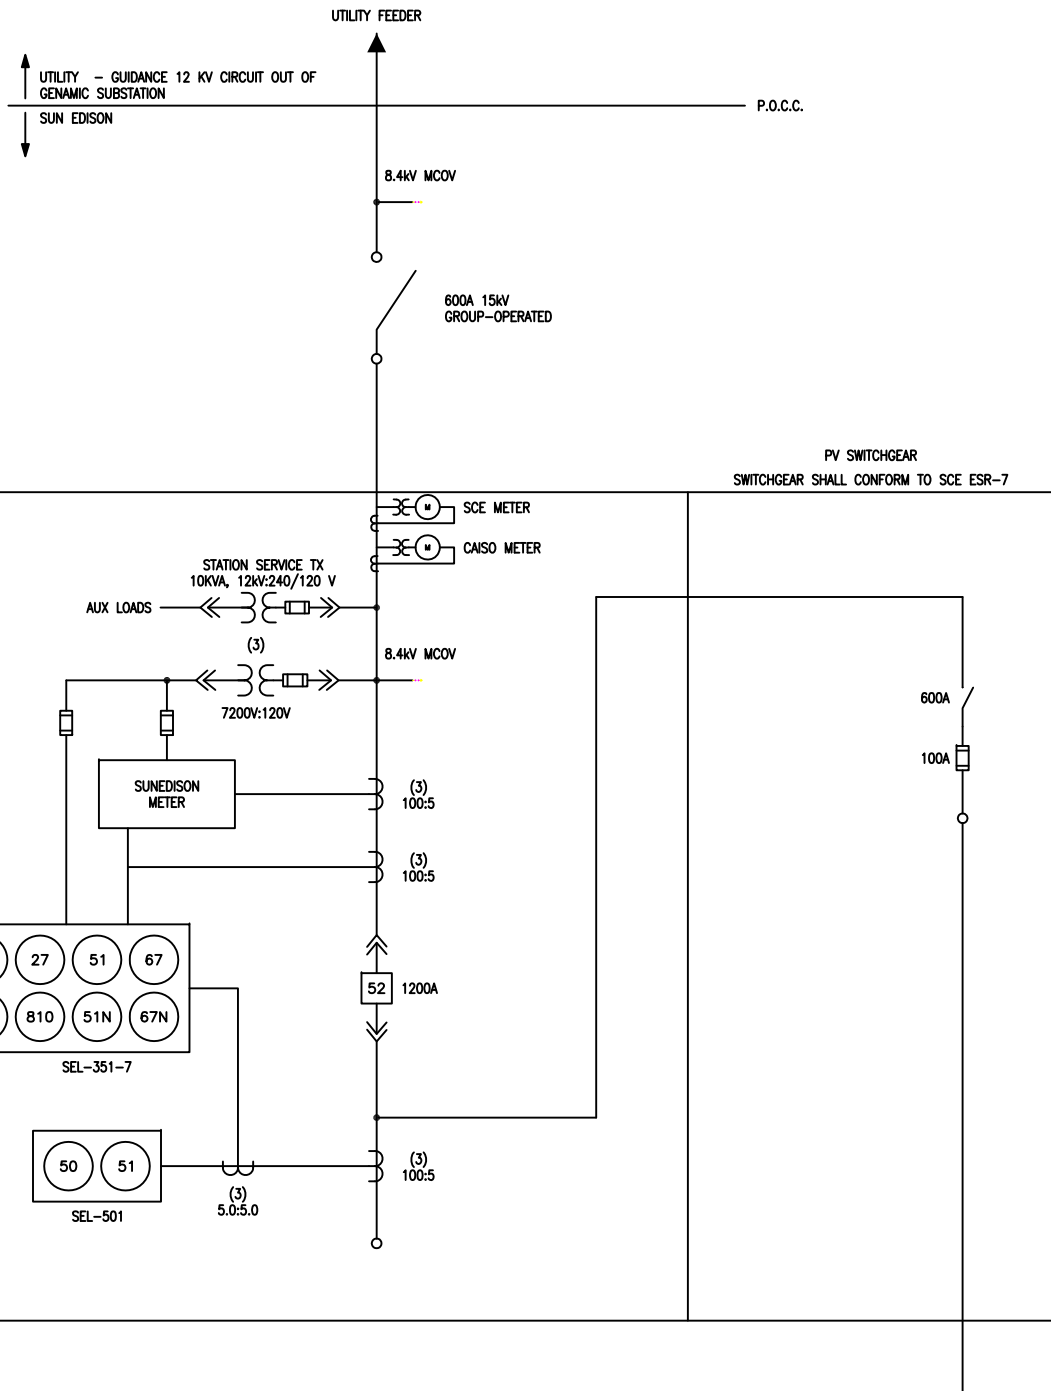 UTILITY FEEDER
UTILITY - GUIDANCE 12 KV CIRCUIT OUT OF
GENAMIC SUBSTATION
P.O.C.C.
SUN EDISON
8.4kV MCOV
600A 15kV
GROUP-OPERATED
PV SWITCHGEAR
SWITCHGEAR SHALL CONFORM TO SCE ESR-7
M
SCE METER
M
CAISO METER
STATION SERVICE TX
10KVA, 12kV:240/120 V
AUX LOADS
(3)
8.4kV MCOV
7200V:120V
600A
100A
SUNEDISON
METER
(3)
100:5
(3)
100:5
27
51
67
52
1200A
810
51N
67N
SEL-351-7
50
51
(3)
100:5
(3)
5.0:5.0
SEL-501